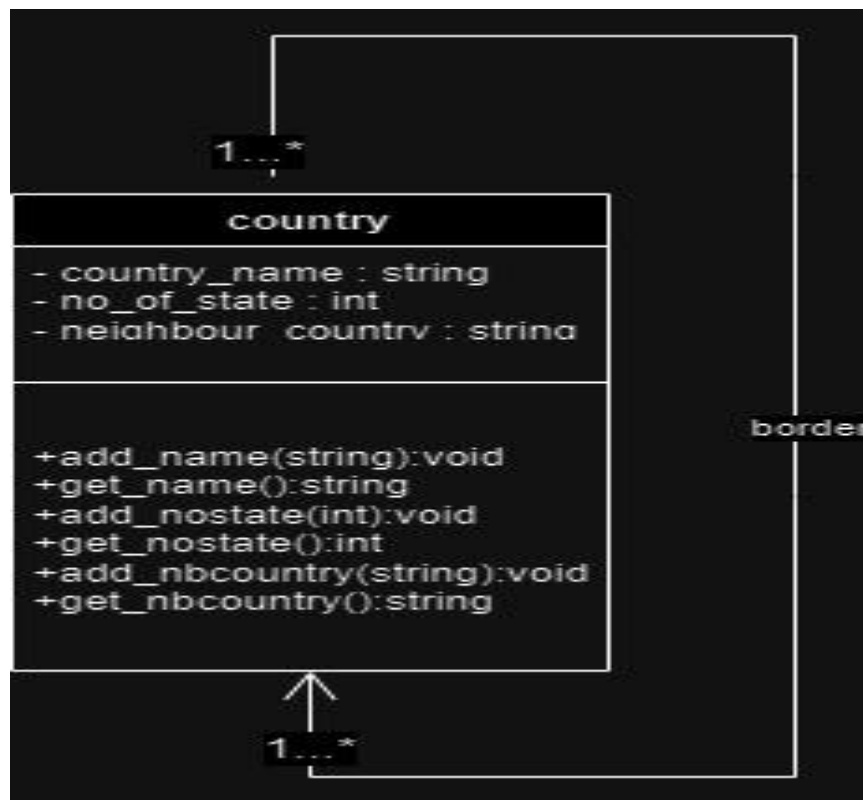 1...*
country
- country_name : string
- no_of_state : int
- neighbour_country : string
+add_name(string):void
+get_name():string
+add_nostate(int):void
+get_nostate():int
+add_nbcountry(string):void
+get_nbcountry():string
border
1...*